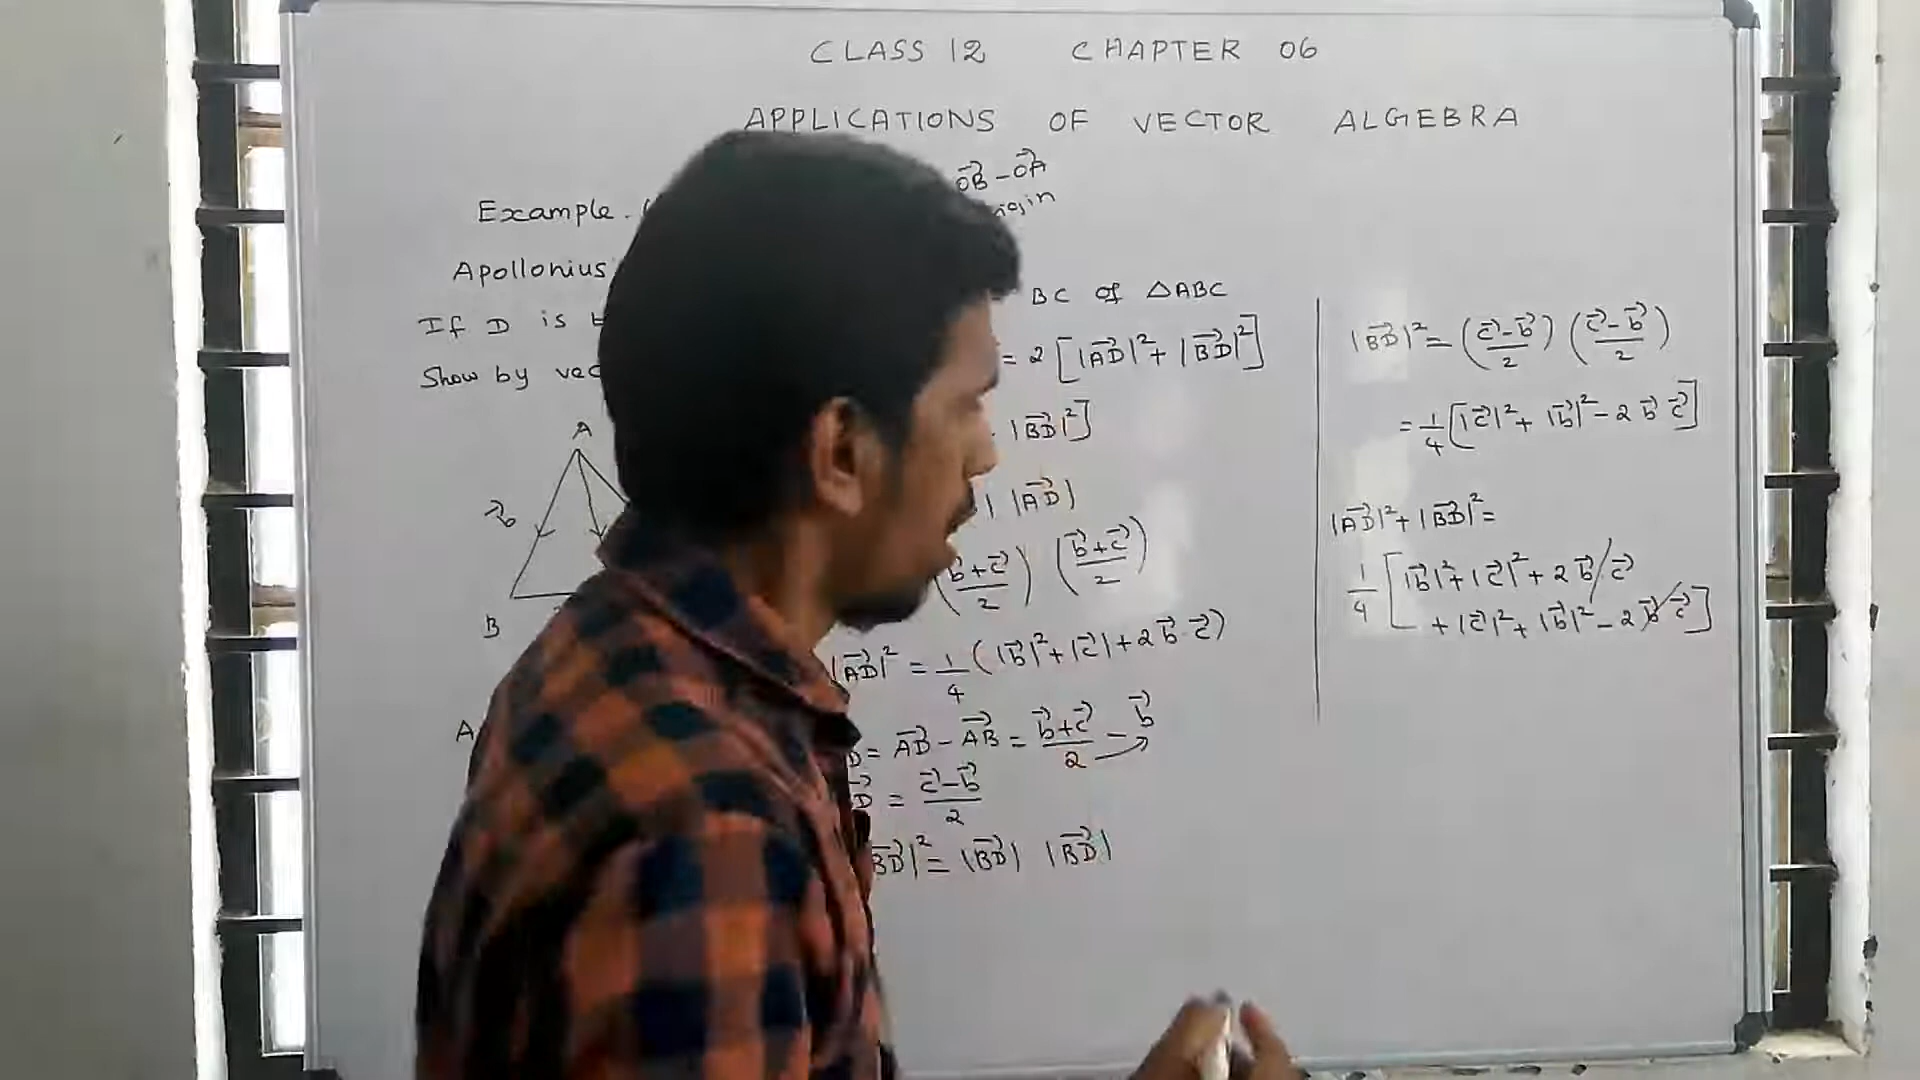 CLASS 12 CHAPTER 06
APPLICATIONS OF VECTOR ALGEBRA
OB⃗ - OA⃗
Example.
Apollonius
BC of △ABC
If D is
= 2 [|AD⃗|² + |BD⃗|²]
Show by vec
|BD⃗|²]
A
| |AD⃗|
b⃗
(b⃗+c⃗/2) (b⃗+c⃗/2)
B
|AD⃗|² = 1/4 (|b⃗|² + |c⃗| + 2 b⃗. c⃗)
A
D = AD⃗ - AB⃗ = b⃗+c⃗/2 - b⃗
D⃗ = c⃗-b⃗/2
BD⃗|² = |BD⃗| |BD⃗|
|BD⃗|² = (c⃗-b⃗/2) (c⃗-b⃗/2)
= 1/4 [|c⃗|² + |b⃗|² - 2 b⃗ c⃗]
|AD⃗|² + |BD⃗|² =
1/4 [|b⃗|² + |c⃗|² + 2 b⃗/c⃗
+ |c⃗|² + |b⃗|² - 2 b⃗ c⃗]